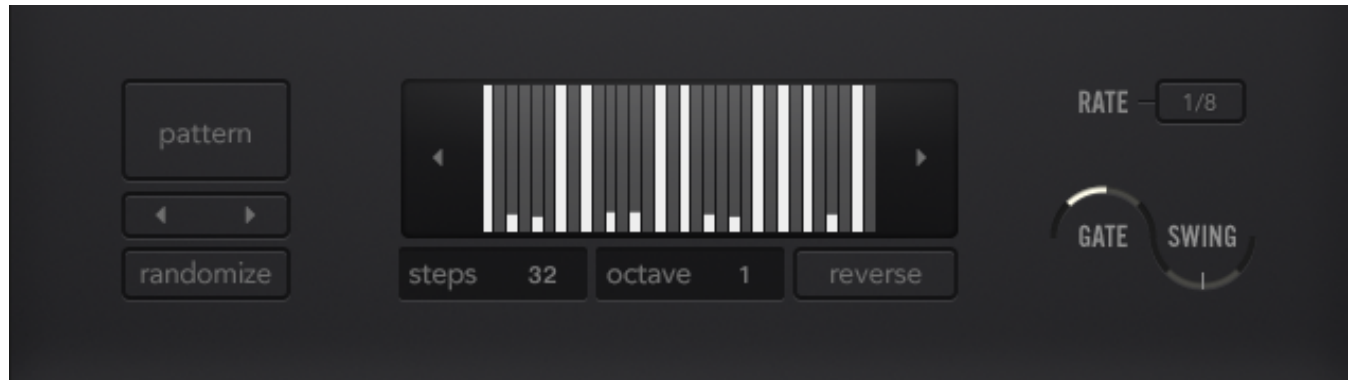 pattern
RATE 1/8
GATE SWING
randomize
steps 32 octave 1 reverse